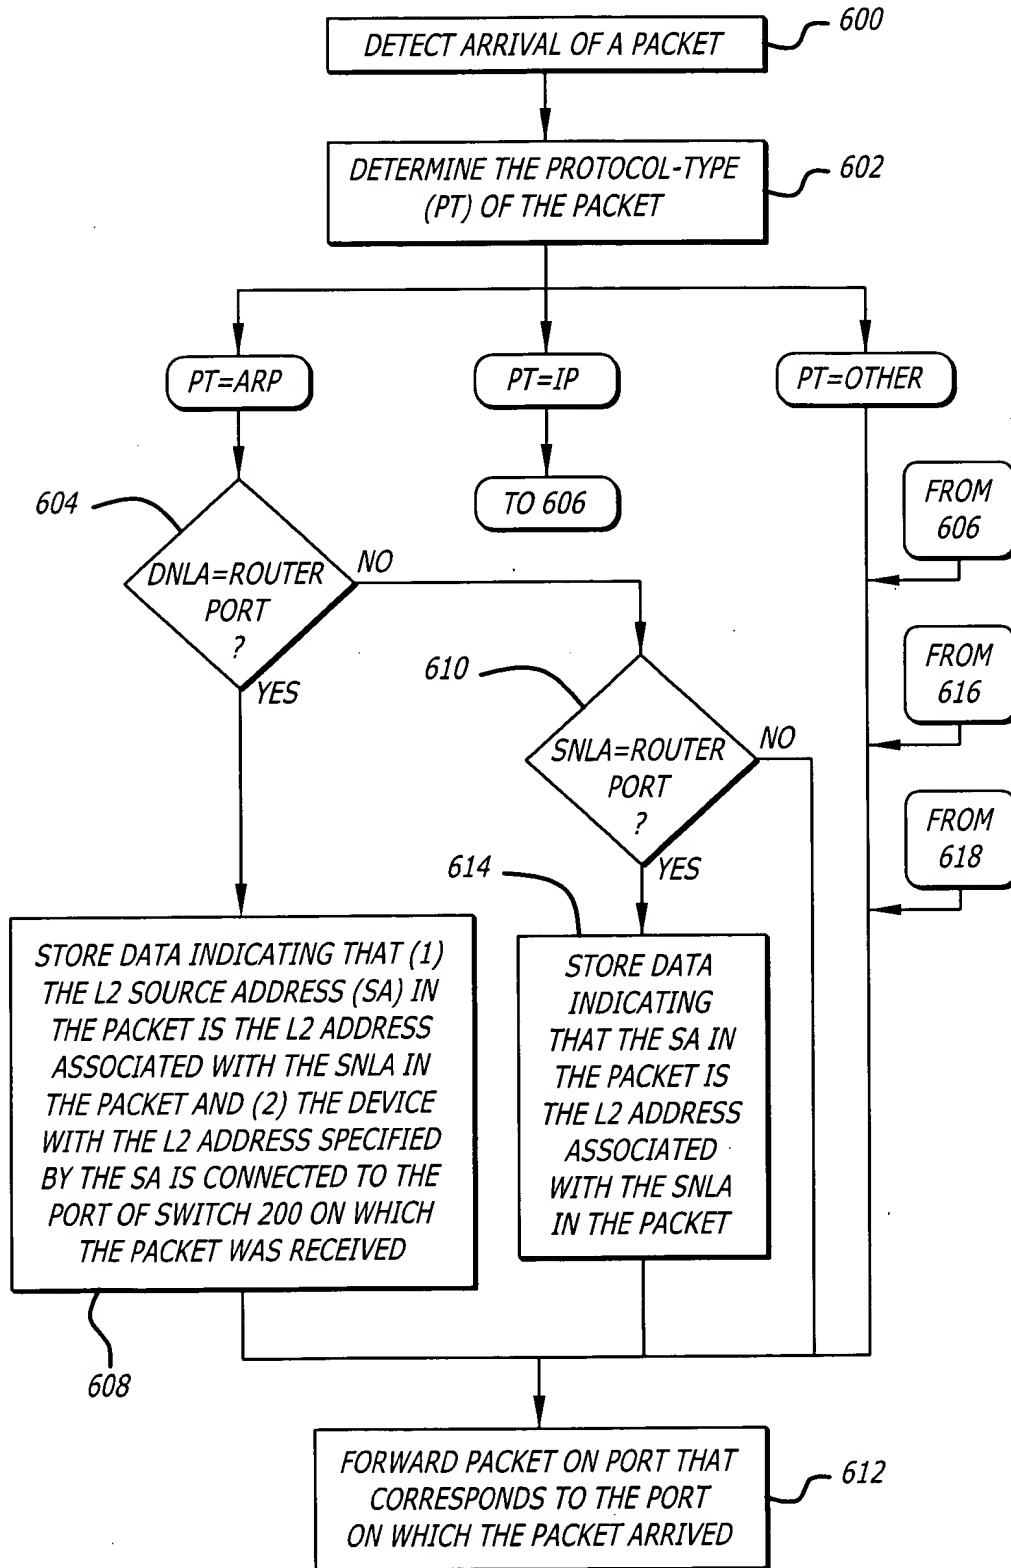 DETECT ARRIVAL OF A PACKET
600
DETERMINE THE PROTOCOL-TYPE
(PT) OF THE PACKET
602
PT=ARP
PT=IP
PT=OTHER
TO 606
FROM
606
604
DNLA=ROUTER
PORT
?
NO
YES
FROM
616
610
SNLA=ROUTER
PORT
?
NO
YES
FROM
618
614
STORE DATA INDICATING THAT (1)
THE L2 SOURCE ADDRESS (SA) IN
THE PACKET IS THE L2 ADDRESS
ASSOCIATED WITH THE SNLA IN
THE PACKET AND (2) THE DEVICE
WITH THE L2 ADDRESS SPECIFIED
BY THE SA IS CONNECTED TO THE
PORT OF SWITCH 200 ON WHICH
THE PACKET WAS RECEIVED
608
STORE DATA
INDICATING
THAT THE SA IN
THE PACKET IS
THE L2 ADDRESS
ASSOCIATED
WITH THE SNLA
IN THE PACKET
FORWARD PACKET ON PORT THAT
CORRESPONDS TO THE PORT
ON WHICH THE PACKET ARRIVED
612